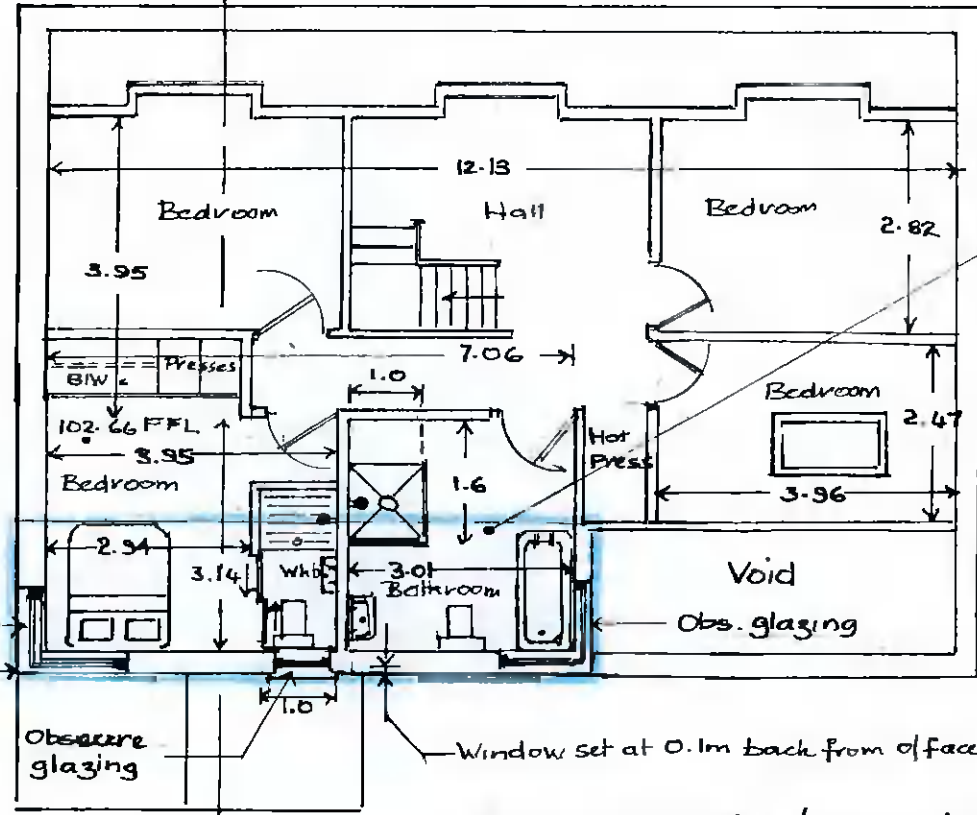 12.13
Bedroom
Hall
Bedroom
2.82
3.95
7.06
1.0
BIW
Presses
Bedroom
2.47
102.66 FFL
3.95
Hot
Press
Bedroom
1.6
3.96
2.94
3.14
Whb
3.01
Bathroom
Void
Obs. glazing
1.0
Obscure
glazing
Window set at 0.1m back from o/face